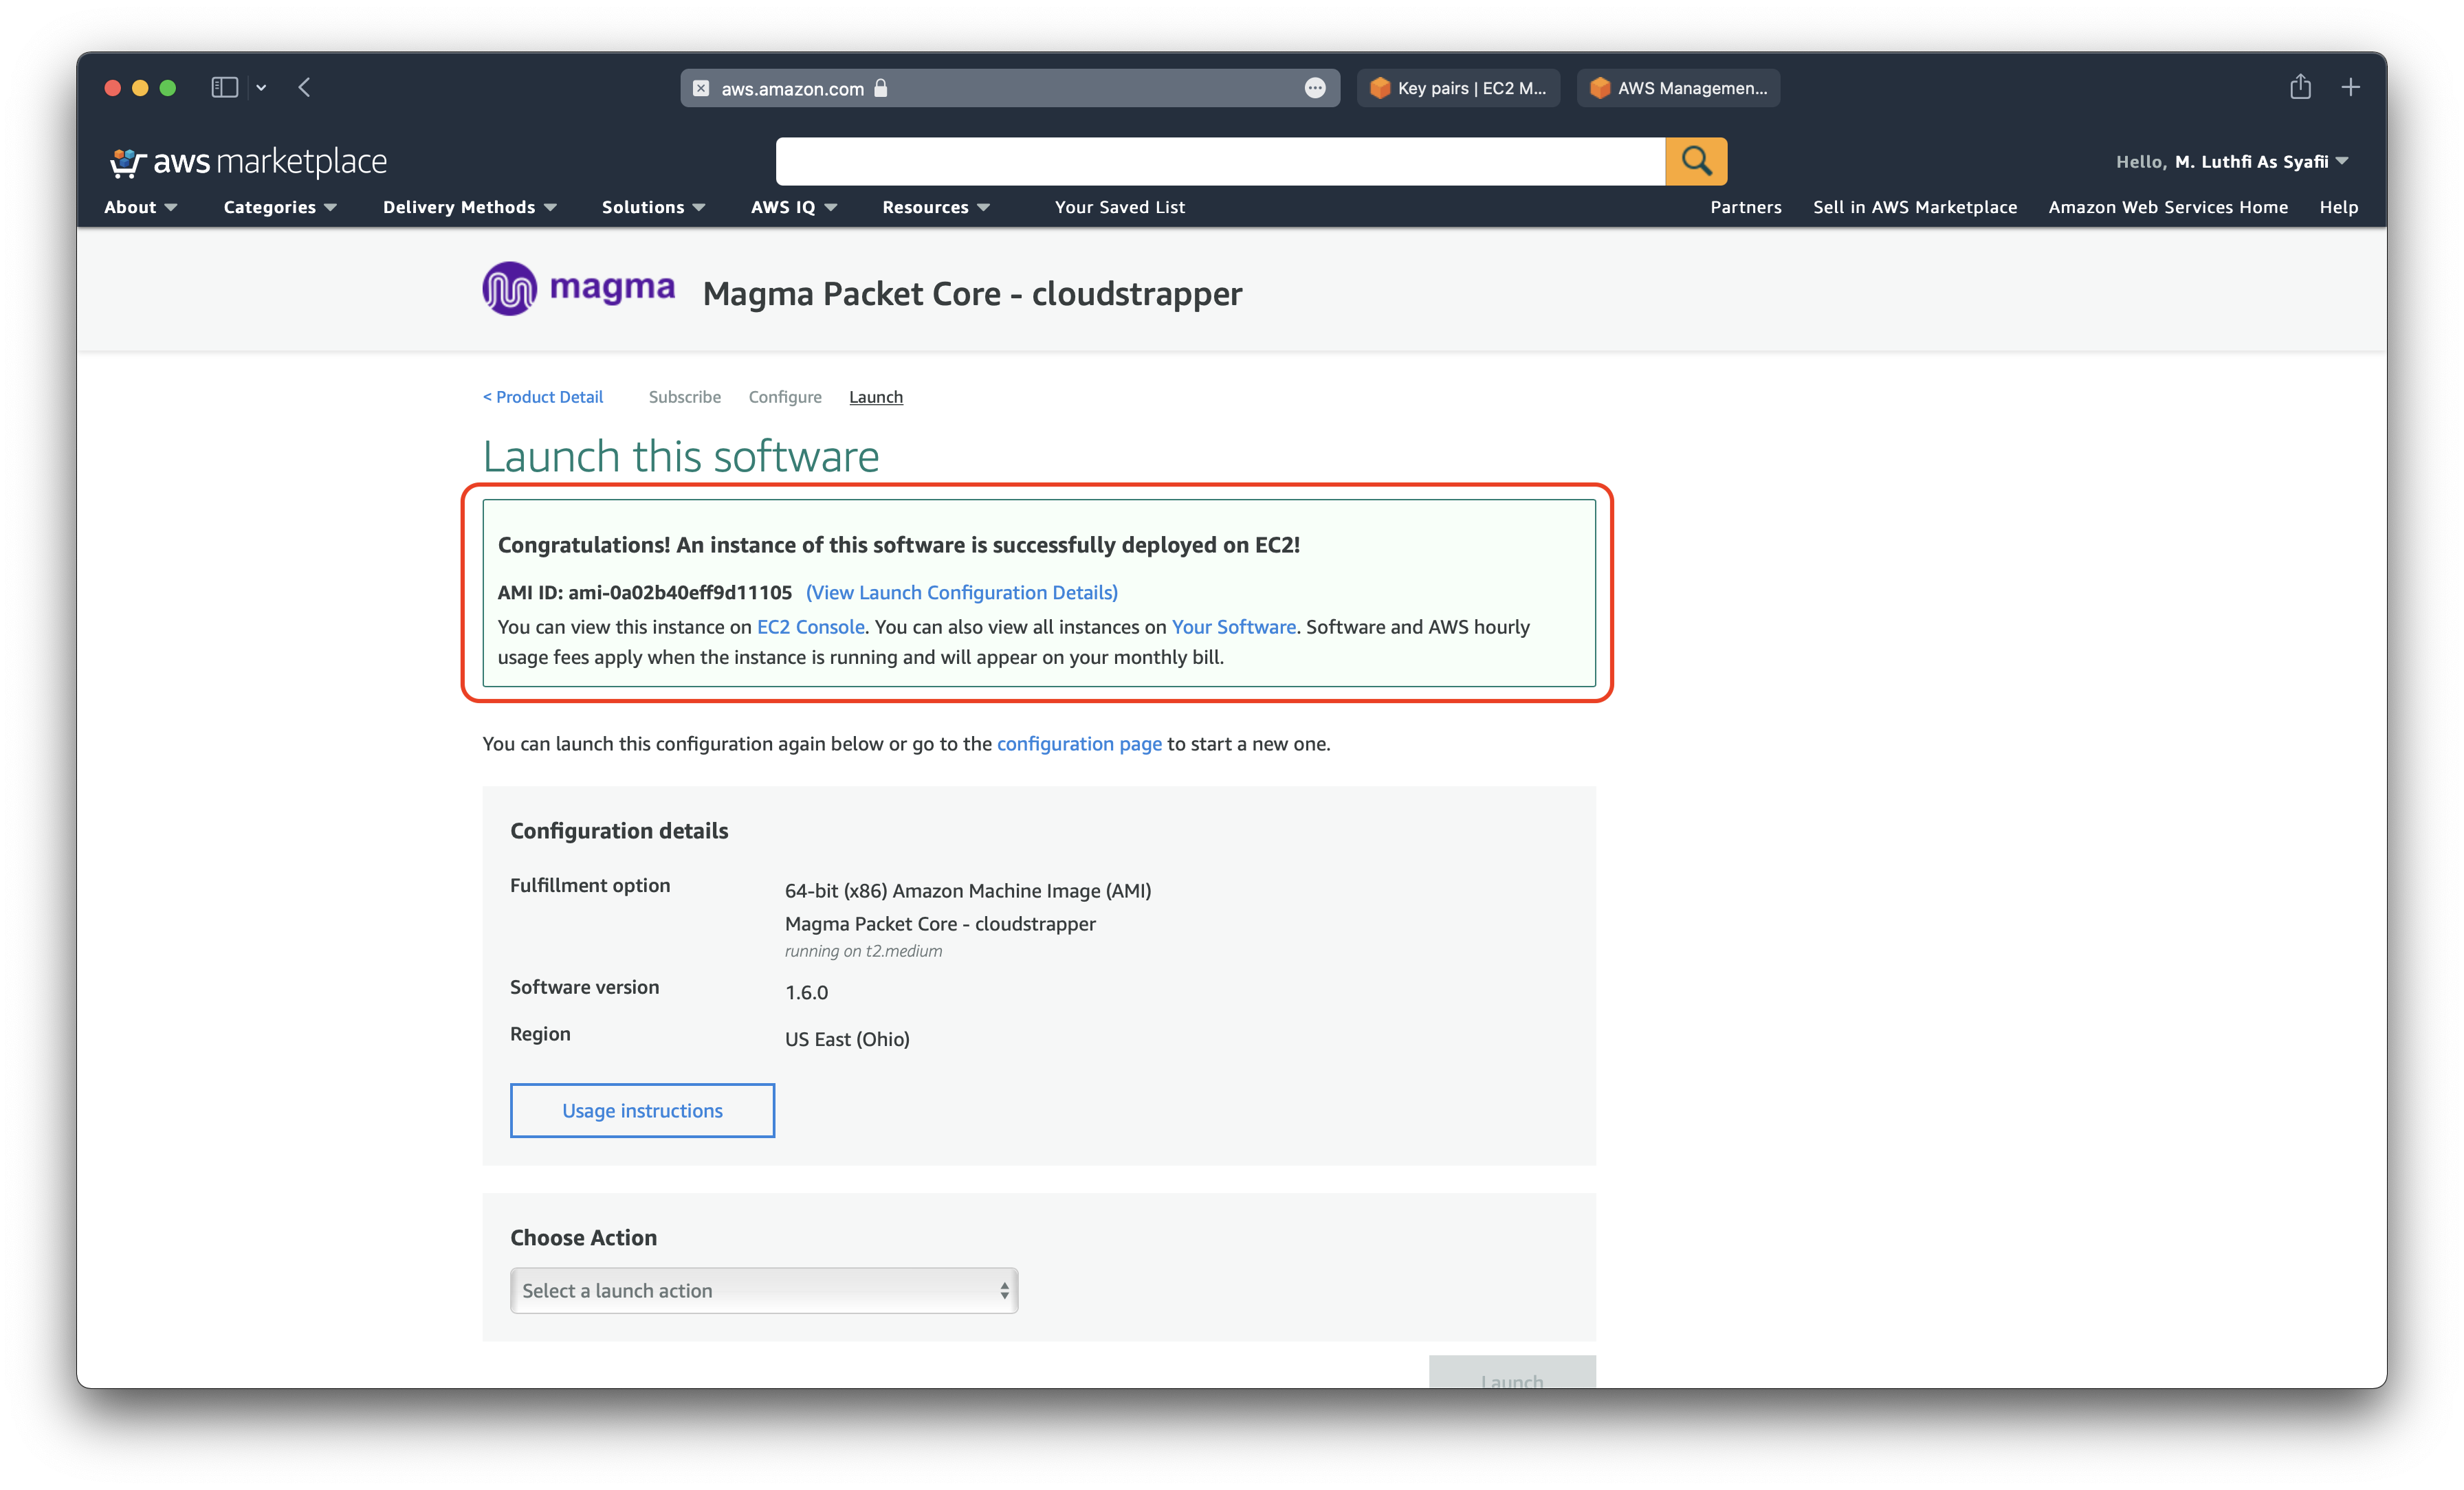 aws.amazon.com
Key pairs | EC2 M...
AWS Managemen...
aws marketplace
Hello, M. Luthfi As Syafii
About Categories Delivery Methods Solutions AWS IQ Resources Your Saved List Partners Sell in AWS Marketplace Amazon Web Services Home Help
magma Magma Packet Core - cloudstrapper
< Product Detail Subscribe Configure Launch
Launch this software
Congratulations! An instance of this software is successfully deployed on EC2!
AMI ID: ami-0a02b40eff9d11105 (View Launch Configuration Details)
You can view this instance on EC2 Console. You can also view all instances on Your Software. Software and AWS hourly
usage fees apply when the instance is running and will appear on your monthly bill.
You can launch this configuration again below or go to the configuration page to start a new one.
Configuration details
Fulfillment option
64-bit (x86) Amazon Machine Image (AMI)
Magma Packet Core - cloudstrapper
running on t2.medium
Software version
1.6.0
Region
US East (Ohio)
Usage instructions
Choose Action
Select a launch action
Launch